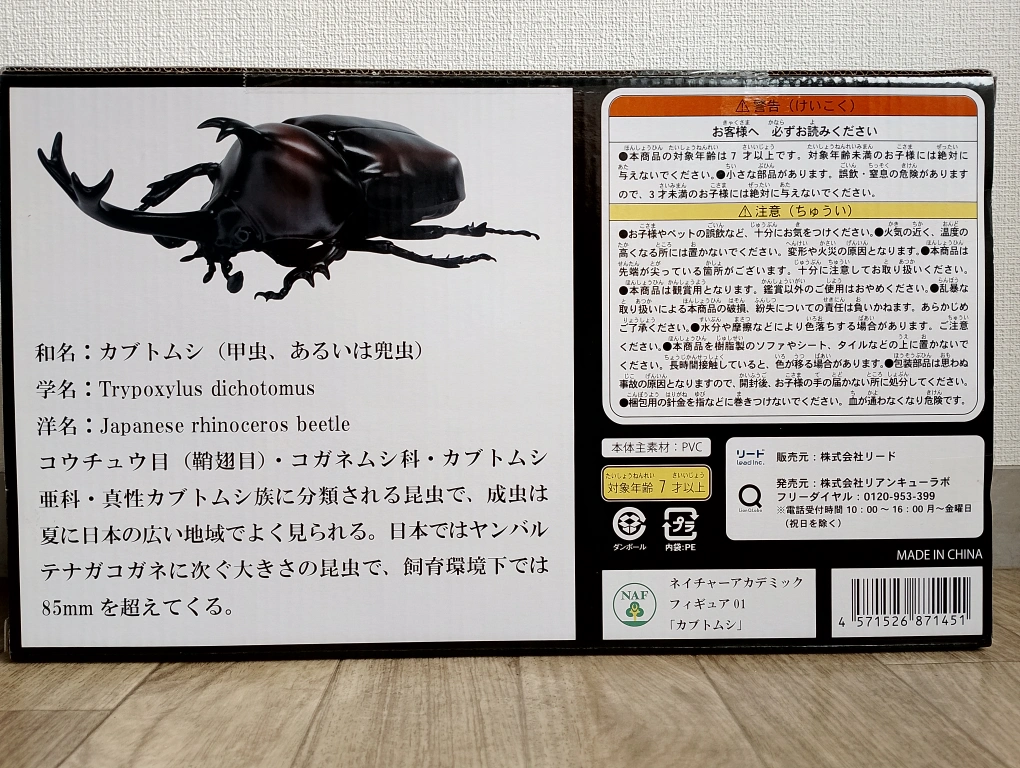 和名：カブトムシ（甲虫、あるいは兜虫）
学名：Trypoxylus dichotomus
洋名：Japanese rhinoceros beetle
コウチュウ目（鞘翅目）・コガネムシ科・カブトムシ
亜科・真性カブトムシ族に分類される昆虫で、成虫は
夏に日本の広い地域でよく見られる。日本ではヤンバル
テナガコガネに次ぐ大きさの昆虫で、飼育環境下では
85mm を超えてくる。
⚠警告（けいこく）
お客様へ 必ずお読みください
●本商品の対象年齢は７才以上です。対象年齢未満のお子様には絶対に
与えないでください。●小さな部品があります。誤飲・窒息の危険があります
ので、３才未満のお子様には絶対に与えないでください。
⚠注意（ちゅうい）
●お子様やペットの誤飲など、十分にお気をつけください。●火気の近く、温度の
高くなる所には置かないでください。変形や火災の原因となります。●本商品は
先端が尖っている箇所がございます。十分に注意してお取り扱いください。
●本商品は観賞用となります。鑑賞以外のご使用はおやめください。●乱暴な
取り扱いによる本商品の破損、紛失についての責任は負いかねます。あらかじめ
ご了承ください。●水分や摩擦などにより色落ちする場合があります。ご注意
ください。●本商品を樹脂製のソファやシート、タイルなどの上に置かないで
ください。長時間接触していると、色が移る場合があります。●包装部品は思わぬ
事故の原因となりますので、開封後、お子様の手の届かない所に処分してください。
●梱包用の針金を指などに巻きつけないでください。血が通わなくなり危険です。
本体主素材：PVC
たいしょうねんれい さいいじょう
対象年齢 7 才以上
ダンボール
プラ
内袋:PE
リード
lead inc.
販売元：株式会社リード
発売元：株式会社リアンキューラボ
フリーダイヤル：0120-953-399
※電話受付時間 10：00～16：00 月～金曜日
（祝日を除く）
MADE IN CHINA
NAF
ネイチャーアカデミック
フィギュア 01
「カブトムシ」
4 571526 871451